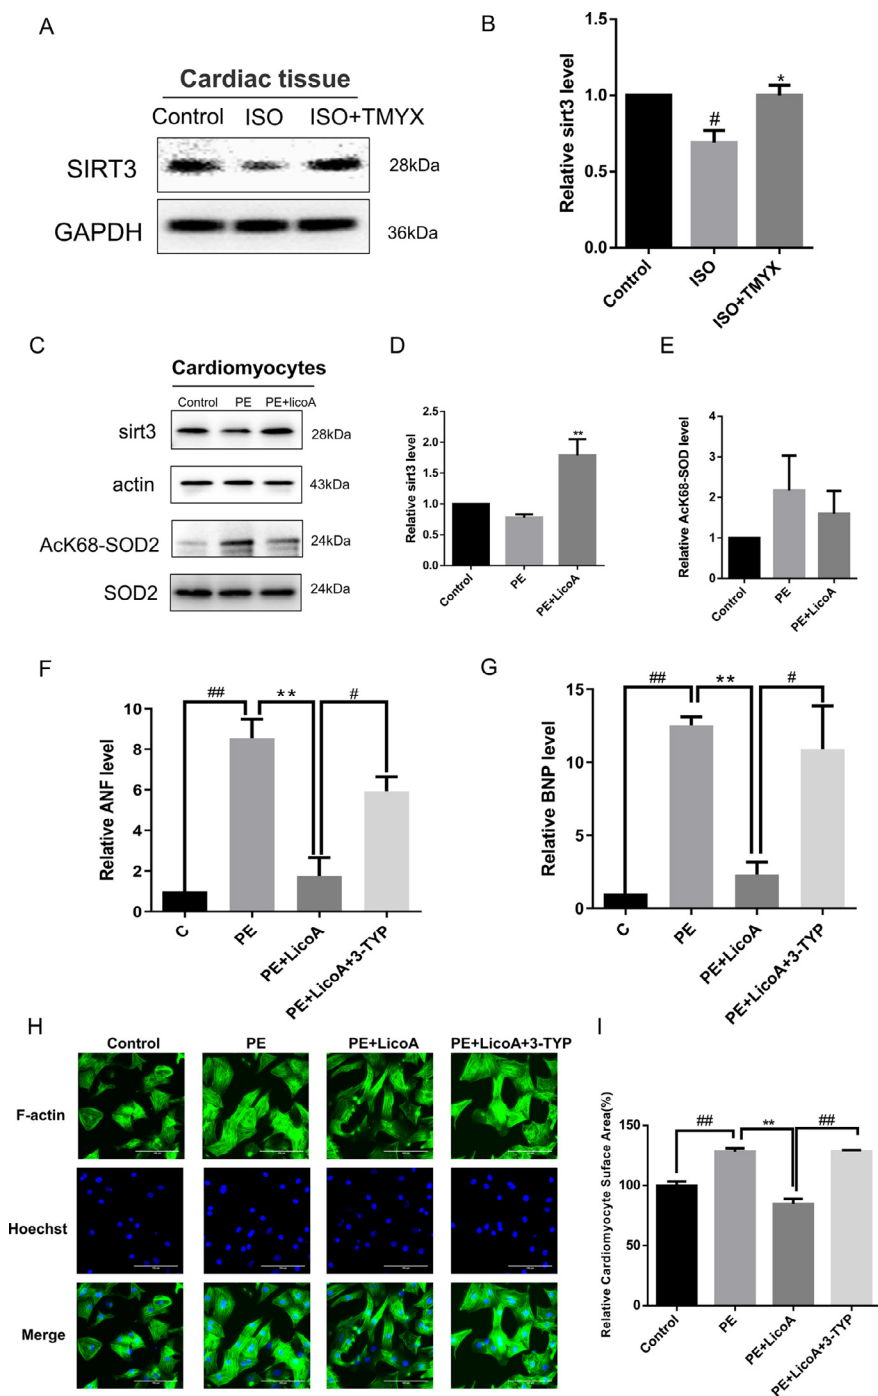 A
Cardiac tissue
Control ISO ISO+TMYX
SIRT3 28kDa
GAPDH 36kDa
B
Relative sirt3 level
1.5
1.0
0.5
0.0
#
*
Control
ISO
ISO+TMYX
C
Cardiomyocytes
Control PE PE+licoA
sirt3 28kDa
actin 43kDa
AcK68-SOD2 24kDa
SOD2 24kDa
D
Relative sirt3 level
2.5
2.0
1.5
1.0
0.5
0.0
**
Control
PE
PE+LicoA
E
Relative AcK68-SOD level
4
3
2
1
0
Control
PE
PE+LicoA
F
Relative ANF level
10
8
6
4
2
0
## ** #
C
PE
PE+LicoA
PE+LicoA+3-TYP
G
Relative BNP level
15
10
5
0
## ** #
C
PE
PE+LicoA
PE+LicoA+3-TYP
H
Control PE PE+LicoA PE+LicoA+3-TYP
F-actin
Hoechst
Merge
I
Relative Cardiomyocyte Suface Area(%)
150
100
50
0
## ** ##
Control
PE
PE+LicoA
PE+LicoA+3-TYP